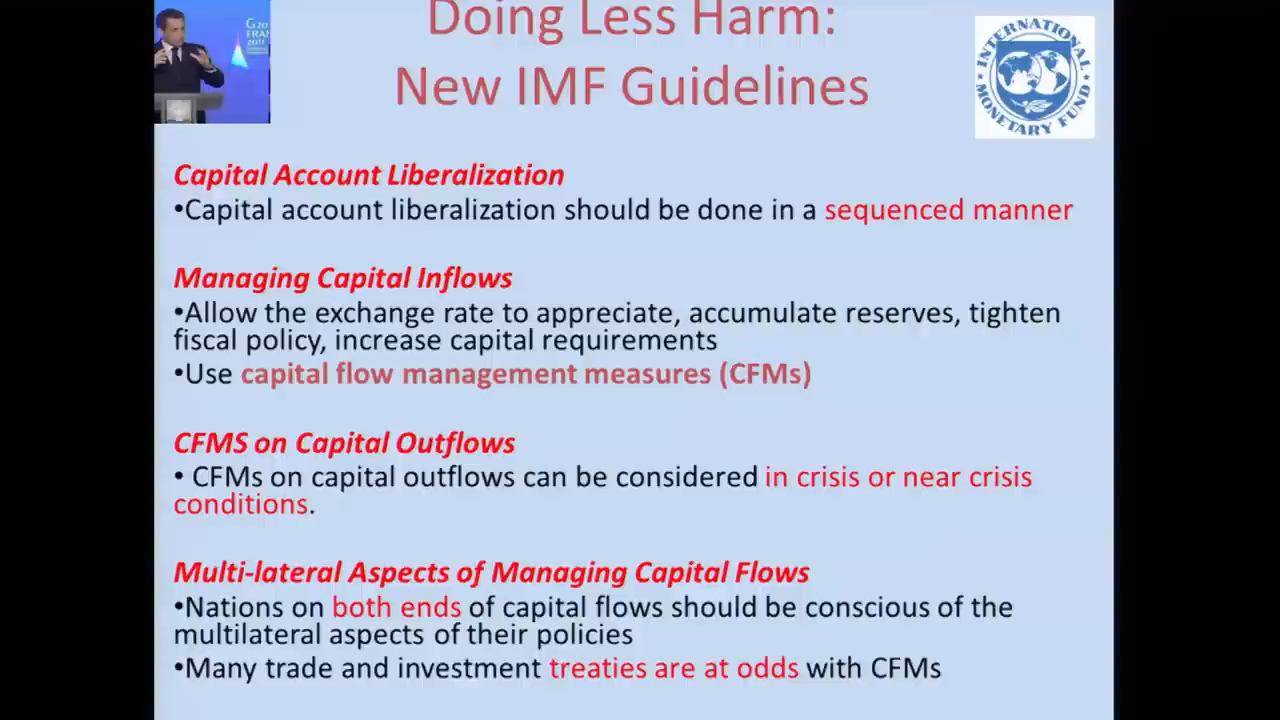 Doing Less Harm:
New IMF Guidelines
G20
FRAN
2011
INTERNATIONAL
MONETARY FUND
Capital Account Liberalization
•Capital account liberalization should be done in a sequenced manner
Managing Capital Inflows
•Allow the exchange rate to appreciate, accumulate reserves, tighten
fiscal policy, increase capital requirements
•Use capital flow management measures (CFMs)
CFMS on Capital Outflows
• CFMs on capital outflows can be considered in crisis or near crisis
conditions.
Multi-lateral Aspects of Managing Capital Flows
•Nations on both ends of capital flows should be conscious of the
multilateral aspects of their policies
•Many trade and investment treaties are at odds with CFMs